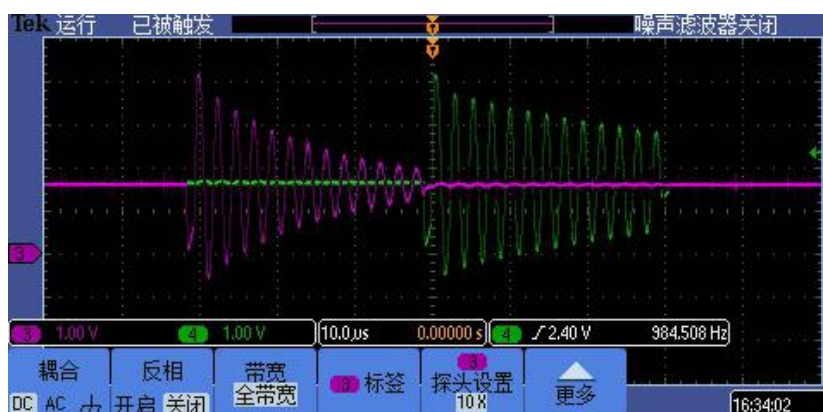 Tek 运行 已被触发 噪声滤波器关闭
3
3 1.00 V 4 1.00 V 10.0µs 0.00000 s 4 2.40 V 984.508 Hz
耦合 反相 带宽 3 标签 3 探头设置 更多
DC AC 开启 关闭 全带宽 10 X
16:34:02